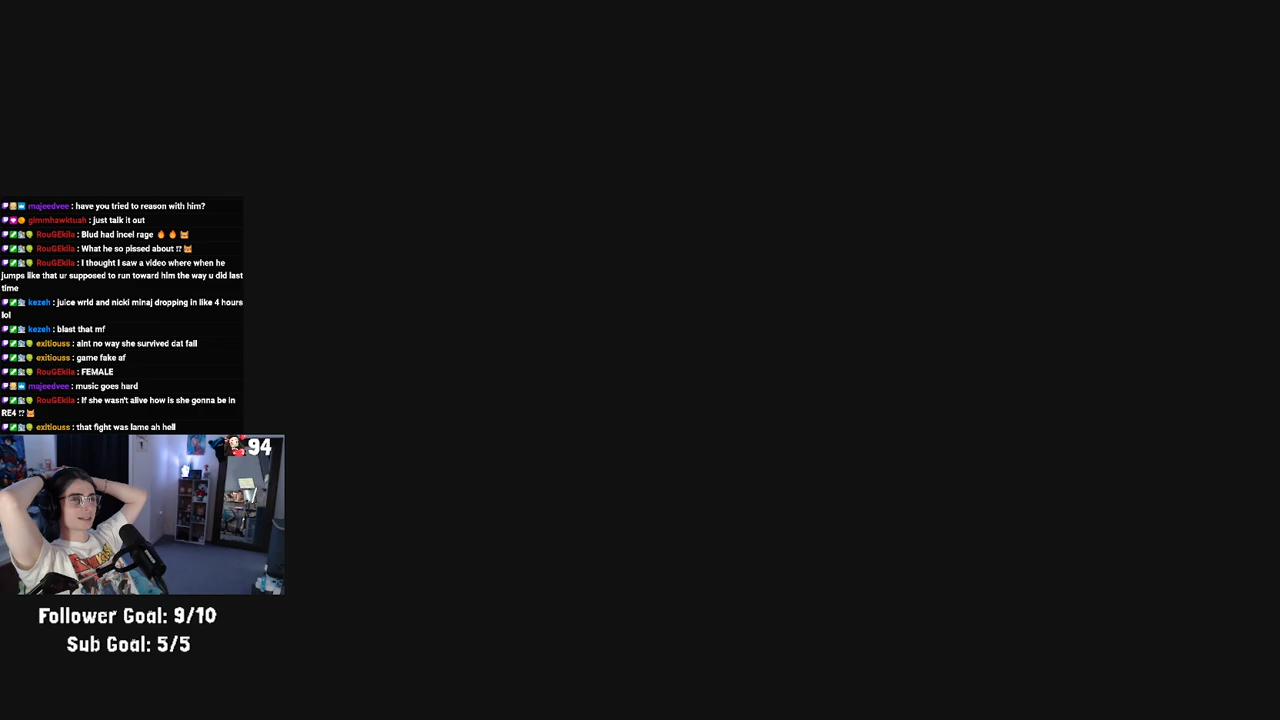 majeedvee : have you tried to reason with him?
gimmhawktuah : just talk it out
RouGEkila : Blud had incel rage 🔥 🔥 😼
RouGEkila : What he so pissed about ⁉ 😼
RouGEkila : I thought I saw a video where when he
jumps like that ur supposed to run toward him the way u did last
time
kezeh : juice wrld and nicki minaj dropping in like 4 hours
lol
kezeh : blast that mf
exitiouss : aint no way she survived dat fall
exitiouss : game fake af
RouGEkila : FEMALE
majeedvee : music goes hard
RouGEkila : If she wasn't alive how is she gonna be in
RE4 ⁉ 😼
exitiouss : that fight was lame ah hell
94
Follower Goal: 9/10
Sub Goal: 5/5